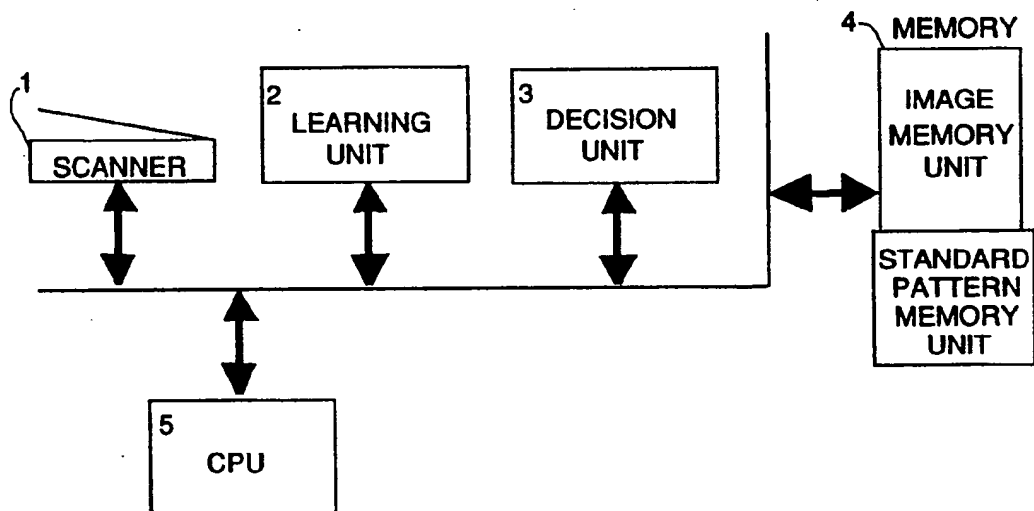 1
SCANNER
2
LEARNING
UNIT
3
DECISION
UNIT
4
MEMORY
IMAGE
MEMORY
UNIT
STANDARD
PATTERN
MEMORY
UNIT
5
CPU